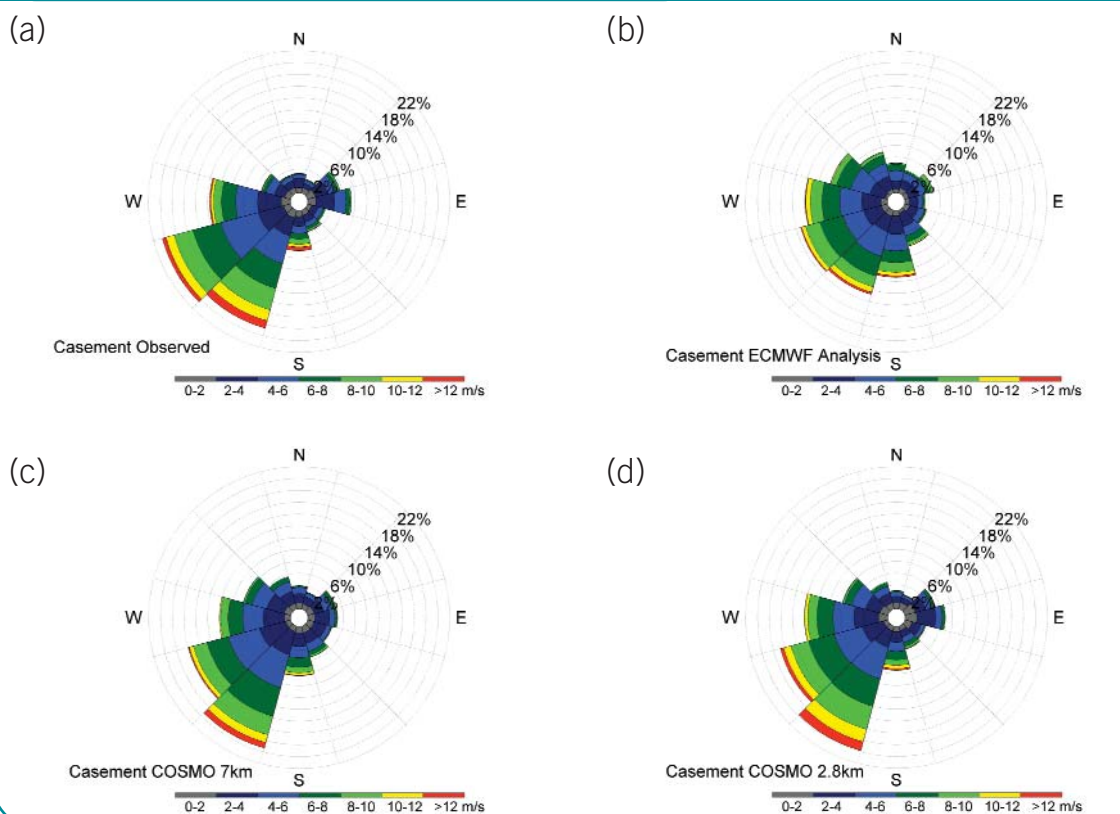 (a)
N
22%
18%
14%
10%
6%
2%
W
E
S
Casement Observed
0-2 2-4 4-6 6-8 8-10 10-12 >12 m/s
(b)
N
22%
18%
14%
10%
6%
2%
W
E
S
Casement ECMWF Analysis
0-2 2-4 4-6 6-8 8-10 10-12 >12 m/s
(c)
N
22%
18%
14%
10%
6%
2%
W
E
S
Casement COSMO 7km
0-2 2-4 4-6 6-8 8-10 10-12 >12 m/s
(d)
N
22%
18%
14%
10%
6%
2%
W
E
S
Casement COSMO 2.8km
0-2 2-4 4-6 6-8 8-10 10-12 >12 m/s